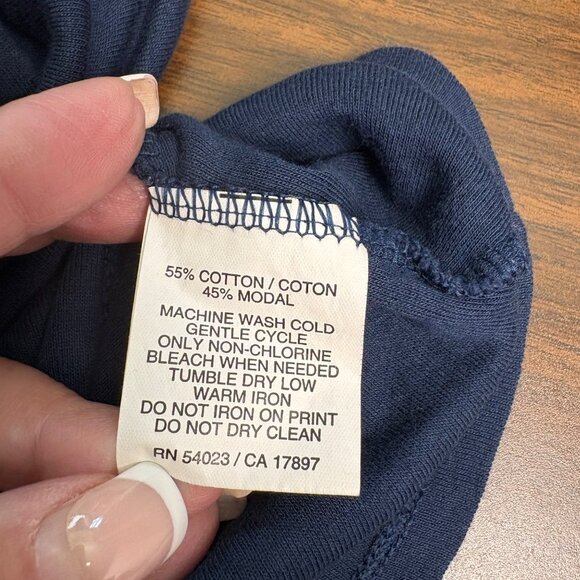 55% COTTON / COTON
45% MODAL
MACHINE WASH COLD
GENTLE CYCLE
ONLY NON-CHLORINE
BLEACH WHEN NEEDED
TUMBLE DRY LOW
WARM IRON
DO NOT IRON ON PRINT
DO NOT DRY CLEAN
RN 54023 / CA 17897